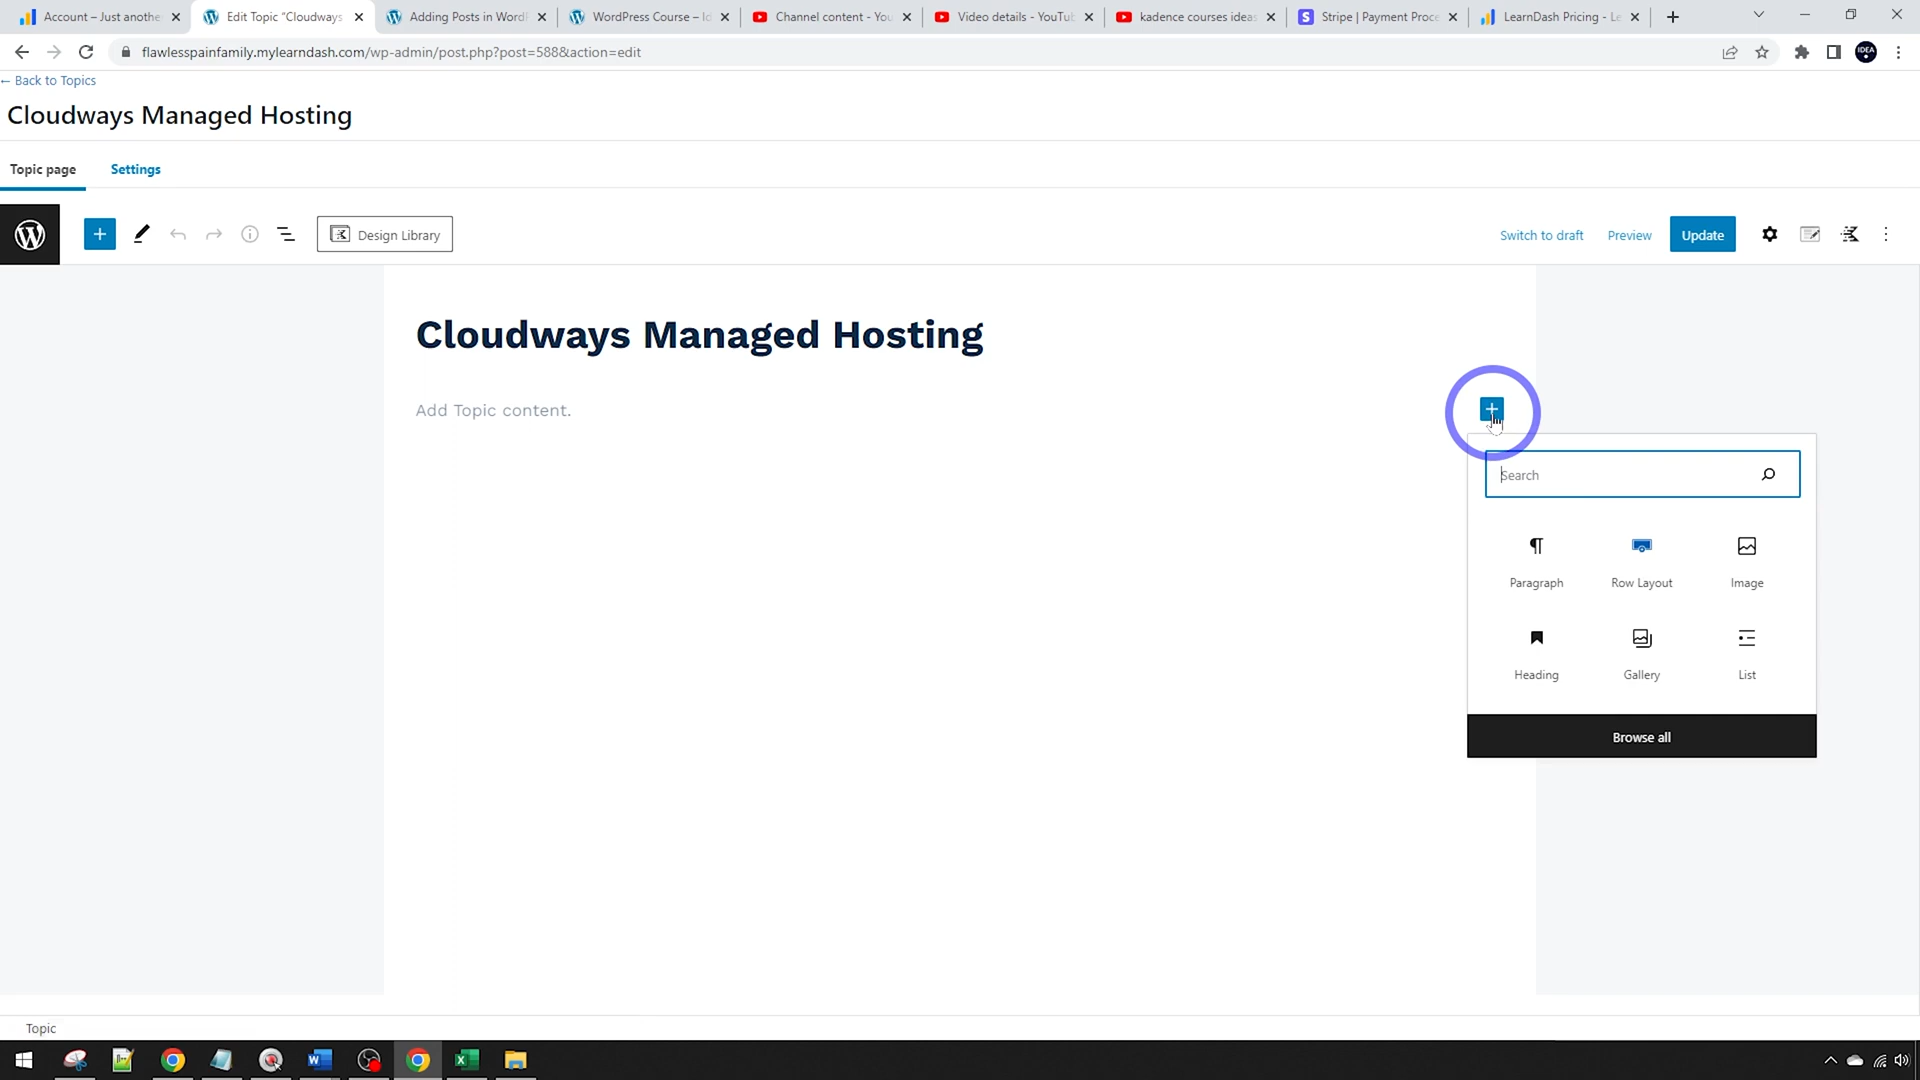 Account – Just anothe
Edit Topic "Cloudways
Adding Posts in WordP
WordPress Course – Id
Channel content - You
Video details - YouTub
kadence courses ideas
Stripe | Payment Proce
LearnDash Pricing - Le
flawlesspainfamily.mylearndash.com/wp-admin/post.php?post=588&action=edit
IDEA
← Back to Topics
Cloudways Managed Hosting
Topic page
Settings
Design Library
Switch to draft
Preview
Update
Cloudways Managed Hosting
Add Topic content.
Search
Paragraph
Row Layout
Image
Heading
Gallery
List
Browse all
Topic